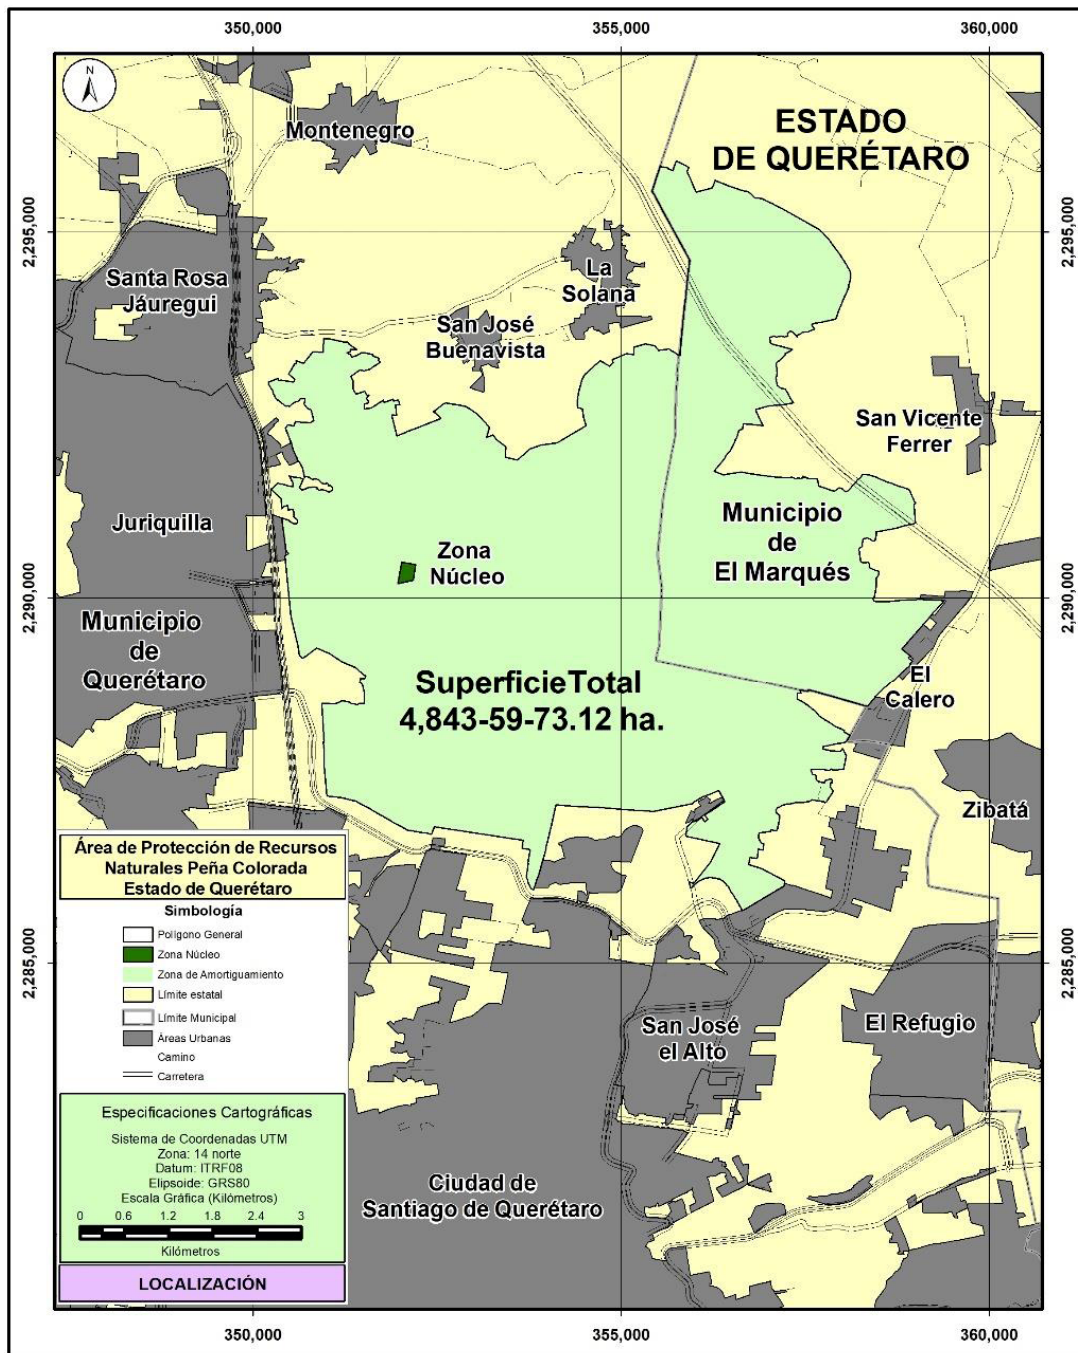 350,000
355,000
360,000
N
Montenegro
ESTADO
DE QUERÉTARO
2,295,000
2,295,000
Santa Rosa
Jáuregui
La
Solana
San José
Buenavista
San Vicente
Ferrer
Juriquilla
Zona
Núcleo
Municipio
de
El Marqués
2,290,000
2,290,000
Municipio
de
Querétaro
SuperficieTotal
4,843-59-73.12 ha.
El
Calero
Zibatá
Área de Protección de Recursos
Naturales Peña Colorada
Estado de Querétaro
Simbología
Polígono General
Zona Núcleo
Zona de Amortiguamiento
Límite estatal
Límite Municipal
Áreas Urbanas
Camino
Carretera
2,285,000
2,285,000
San José
el Alto
El Refugio
Especificaciones Cartográficas
Sistema de Coordenadas UTM
Zona: 14 norte
Datum: ITRF08
Elipsoide: GRS80
Escala Gráfica (Kilómetros)
0 0.6 1.2 1.8 2.4 3
Kilómetros
LOCALIZACIÓN
Ciudad de
Santiago de Querétaro
350,000
355,000
360,000